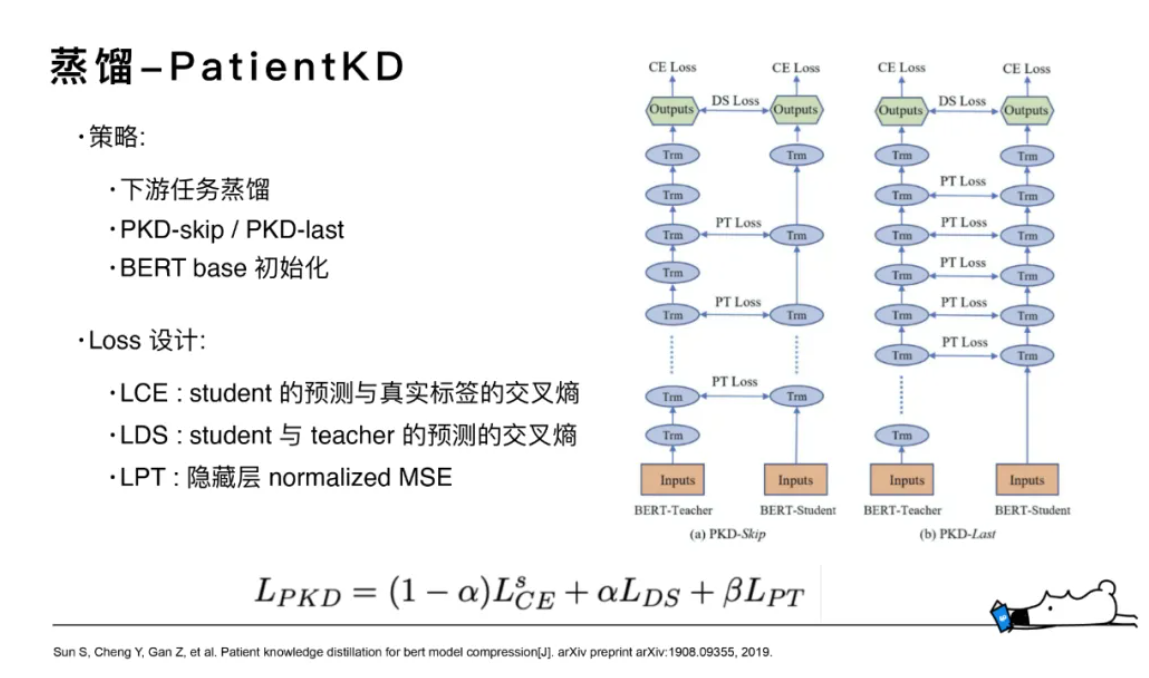 蒸馏–PatientKD
·策略:
·下游任务蒸馏
·PKD-skip / PKD-last
·BERT base 初始化
·Loss 设计:
·LCE : student 的预测与真实标签的交叉熵
·LDS : student 与 teacher 的预测的交叉熵
·LPT : 隐藏层 normalized MSE
CE Loss
CE Loss
Outputs
DS Loss
Outputs
Trm
Trm
Trm
Trm
PT Loss
Trm
Trm
Trm
PT Loss
Trm
Trm
PT Loss
Trm
Trm
Inputs
Inputs
BERT-Teacher
BERT-Student
(a) PKD-Skip
CE Loss
CE Loss
Outputs
DS Loss
Outputs
Trm
Trm
Trm
PT Loss
Trm
Trm
PT Loss
Trm
Trm
PT Loss
Trm
Trm
PT Loss
Trm
Trm
PT Loss
Trm
Trm
Inputs
Inputs
BERT-Teacher
BERT-Student
(b) PKD-Last
L_{PKD} = (1 − α)L^{s}_{CE} + αL_{DS} + βL_{PT}
Sun S, Cheng Y, Gan Z, et al. Patient knowledge distillation for bert model compression[J]. arXiv preprint arXiv:1908.09355, 2019.